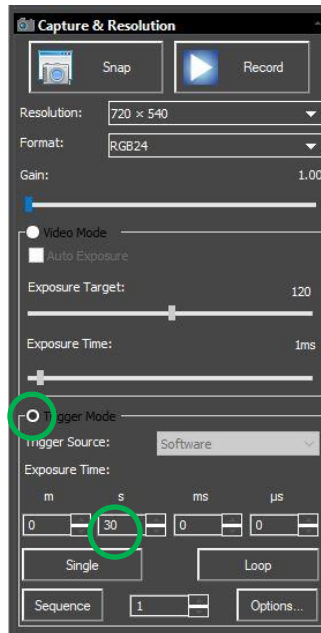 Capture & Resolution
Snap Record
Resolution: 720 × 540
Format: RGB24
Gain: 1.00
Video Mode
Auto Exposure
Exposure Target: 120
Exposure Time: 1ms
Trigger Mode
Trigger Source: Software
Exposure Time:
m s ms µs
0 30 0 0
Single Loop
Sequence 1 Options...